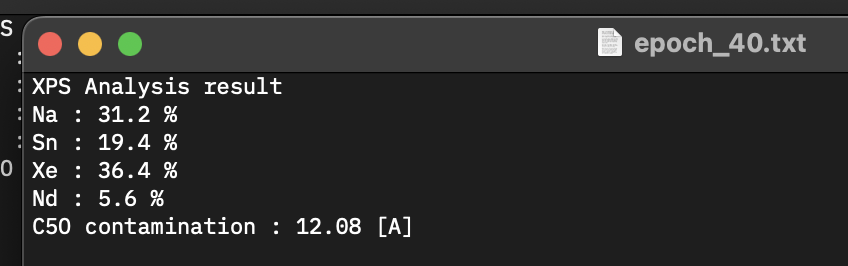 S
:
:
:
:
O
epoch_40.txt
XPS Analysis result
Na : 31.2 %
Sn : 19.4 %
Xe : 36.4 %
Nd : 5.6 %
C5O contamination : 12.08 [A]